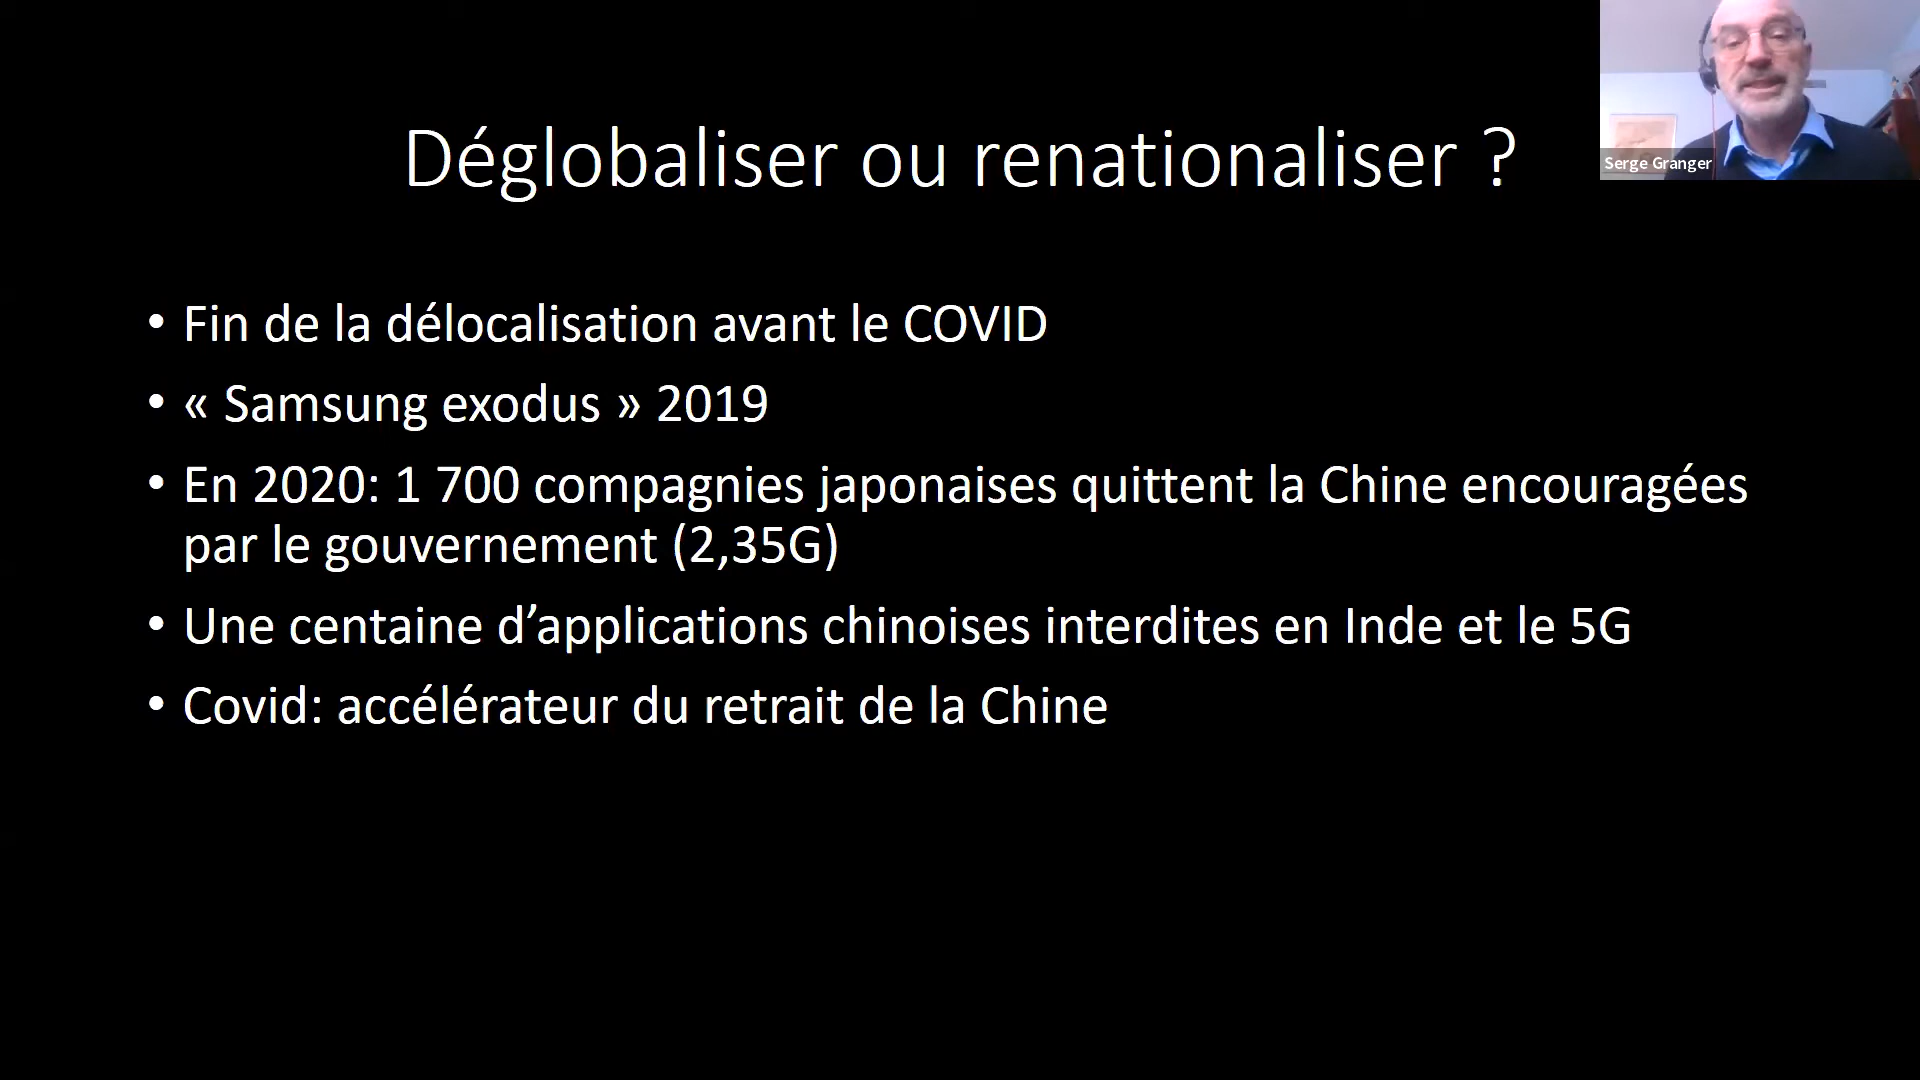 Déglobaliser ou renationaliser ?
Serge Granger
• Fin de la délocalisation avant le COVID
• « Samsung exodus » 2019
• En 2020: 1 700 compagnies japonaises quittent la Chine encouragées
par le gouvernement (2,35G)
• Une centaine d’applications chinoises interdites en Inde et le 5G
• Covid: accélérateur du retrait de la Chine